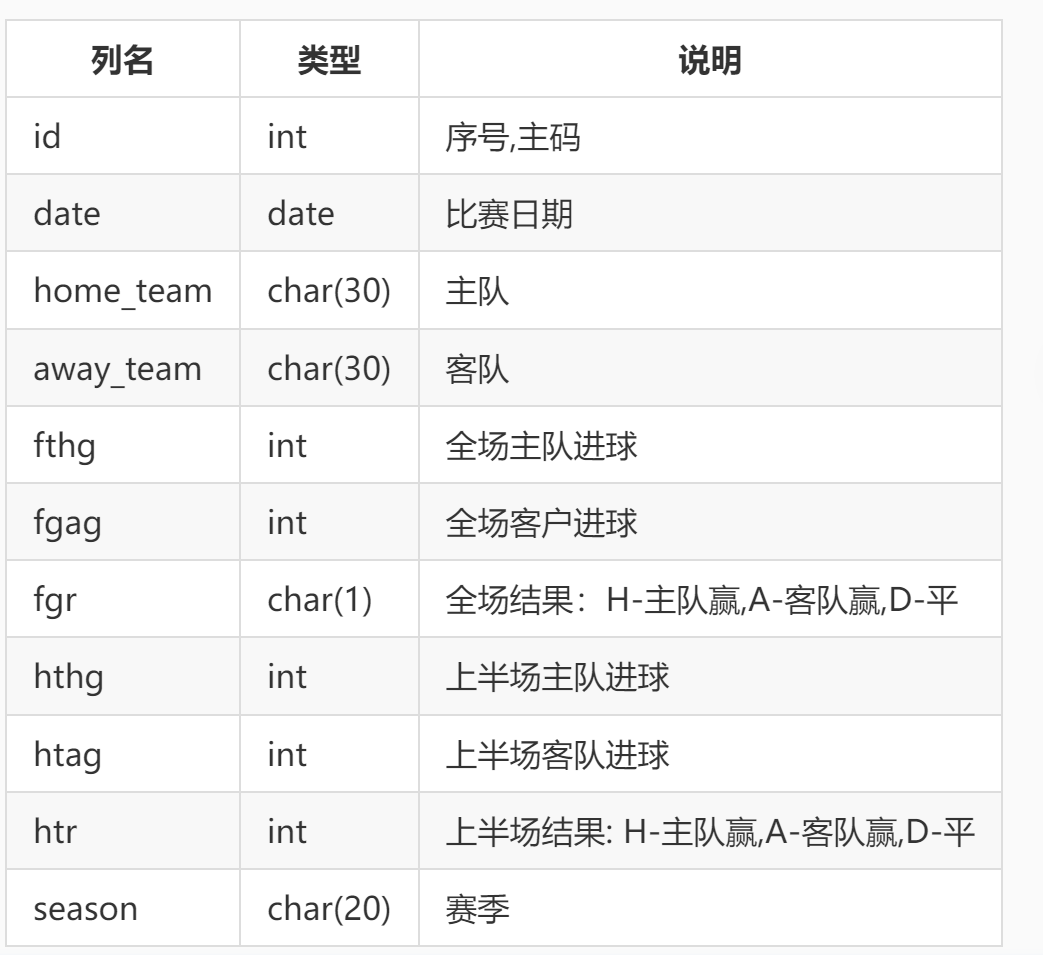 列名 类型 说明
id int 序号,主码
date date 比赛日期
home_team char(30) 主队
away_team char(30) 客队
fthg int 全场主队进球
fgag int 全场客户进球
fgr char(1) 全场结果：H-主队赢,A-客队赢,D-平
hthg int 上半场主队进球
htag int 上半场客队进球
htr int 上半场结果: H-主队赢,A-客队赢,D-平
season char(20) 赛季